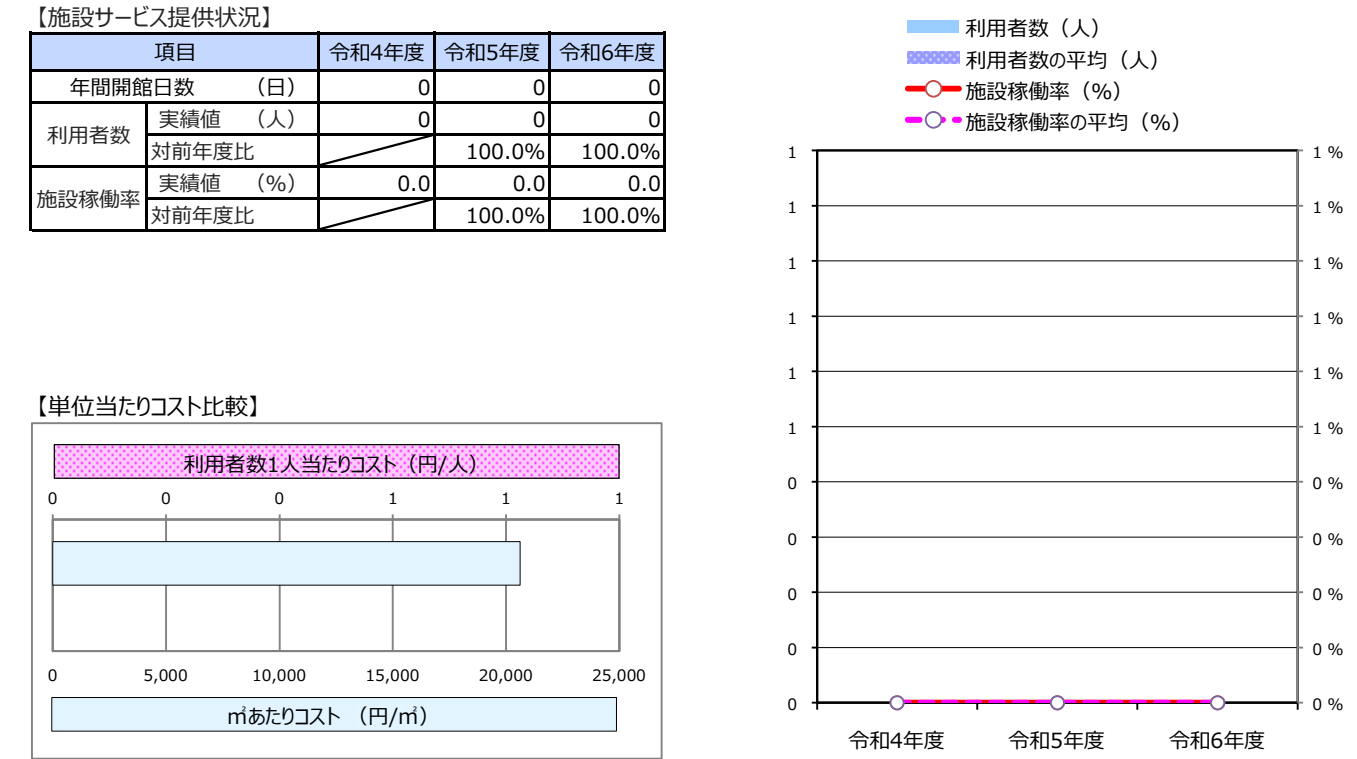 【施設サービス提供状況】
項目 令和4年度 令和5年度 令和6年度
年間開館日数 （日） 0 0 0
利用者数 実績値 （人） 0 0 0
対前年度比 100.0% 100.0%
施設稼働率 実績値 （%） 0.0 0.0 0.0
対前年度比 100.0% 100.0%
【単位当たりコスト比較】
利用者数1人当たりコスト（円/人）
0 0 0 1 1 1
0 5,000 10,000 15,000 20,000 25,000
㎡あたりコスト （円/㎡）
利用者数（人）
利用者数の平均（人）
施設稼働率（%）
施設稼働率の平均（%）
1 1 %
1 1 %
1 1 %
1 1 %
1 1 %
1 1 %
0 0 %
0 0 %
0 0 %
0 0 %
0 0 %
令和4年度 令和5年度 令和6年度